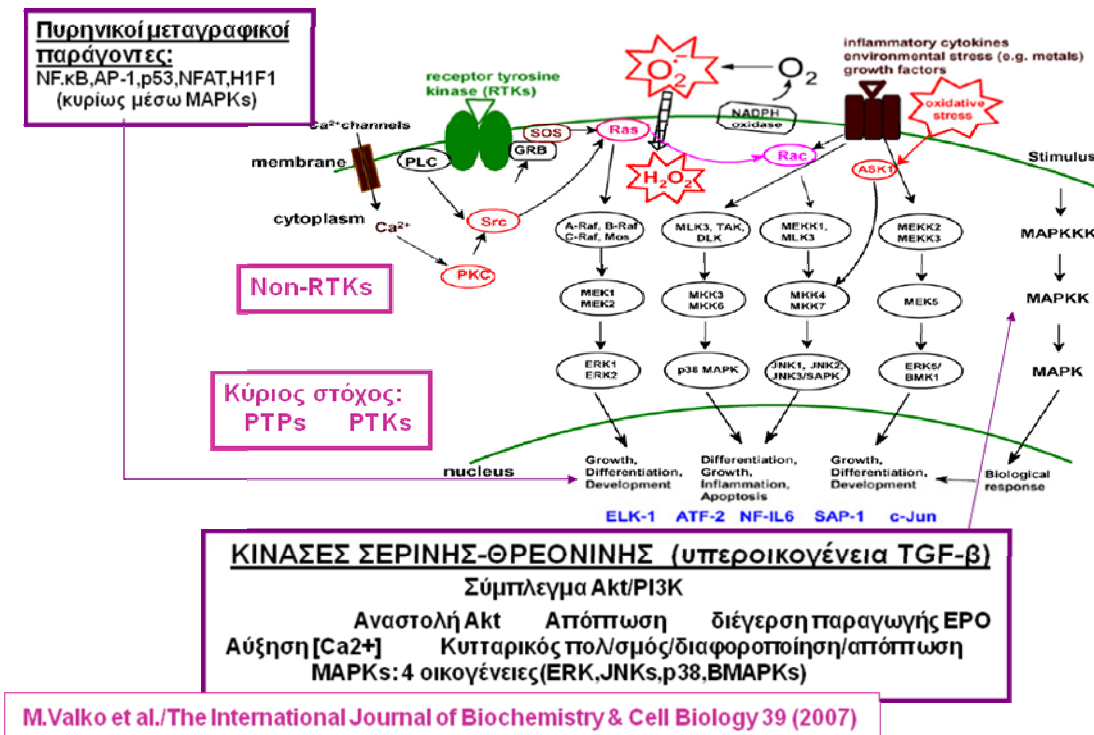 Πυρηνικοί μεταγραφικοί
παράγοντες:
NF.κB,AP-1,p53,NFAT,H1F1
(κυρίως μέσω MAPKs)
receptor tyrosine
kinase (RTKs)
O2-
O2
inflammatory cytokines
environmental stress (e.g. metals)
growth factors
oxidative
stress
NADPH
oxidase
Ca2+channels
SOS
GRB
Ras
Rac
ASK1
Stimulus
membrane
PLC
H2O2
cytoplasm
Ca2+
Src
PKC
A-Raf, B-Raf
C-Raf, Mos
MLK3, TAK,
DLK
MEKK1,
MLK3
MEKK2
MEKK3
MAPKKK
Non-RTKs
MEK1
MEK2
MKK3
MKK6
MKK4
MKK7
MEK5
MAPKK
ERK1
ERK2
p38 MAPK
JNK1, JNK2,
JNK3/SAPK
ERK5/
BMK1
MAPK
Κύριος στόχος:
PTPs PTKs
nucleus
Growth,
Differentiation,
Development
Differentiation,
Growth,
Inflammation,
Apoptosis
Growth,
Differentiation,
Development
Biological
response
ELK-1 ATF-2 NF-IL6 SAP-1 c-Jun
ΚΙΝΑΣΕΣ ΣΕΡΙΝΗΣ-ΘΡΕΟΝΙΝΗΣ (υπεροικογένεια TGF-β)
Σύμπλεγμα Akt/PI3K
Αναστολή Akt Απόπτωση διέγερση παραγωγής EPO
Αύξηση [Ca2+] Κυτταρικός πολ/σμός/διαφοροποίηση/απόπτωση
MAPKs: 4 οικογένειες(ERK,JNKs,p38,BMAPKs)
M.Valko et al./The International Journal of Biochemistry & Cell Biology 39 (2007)